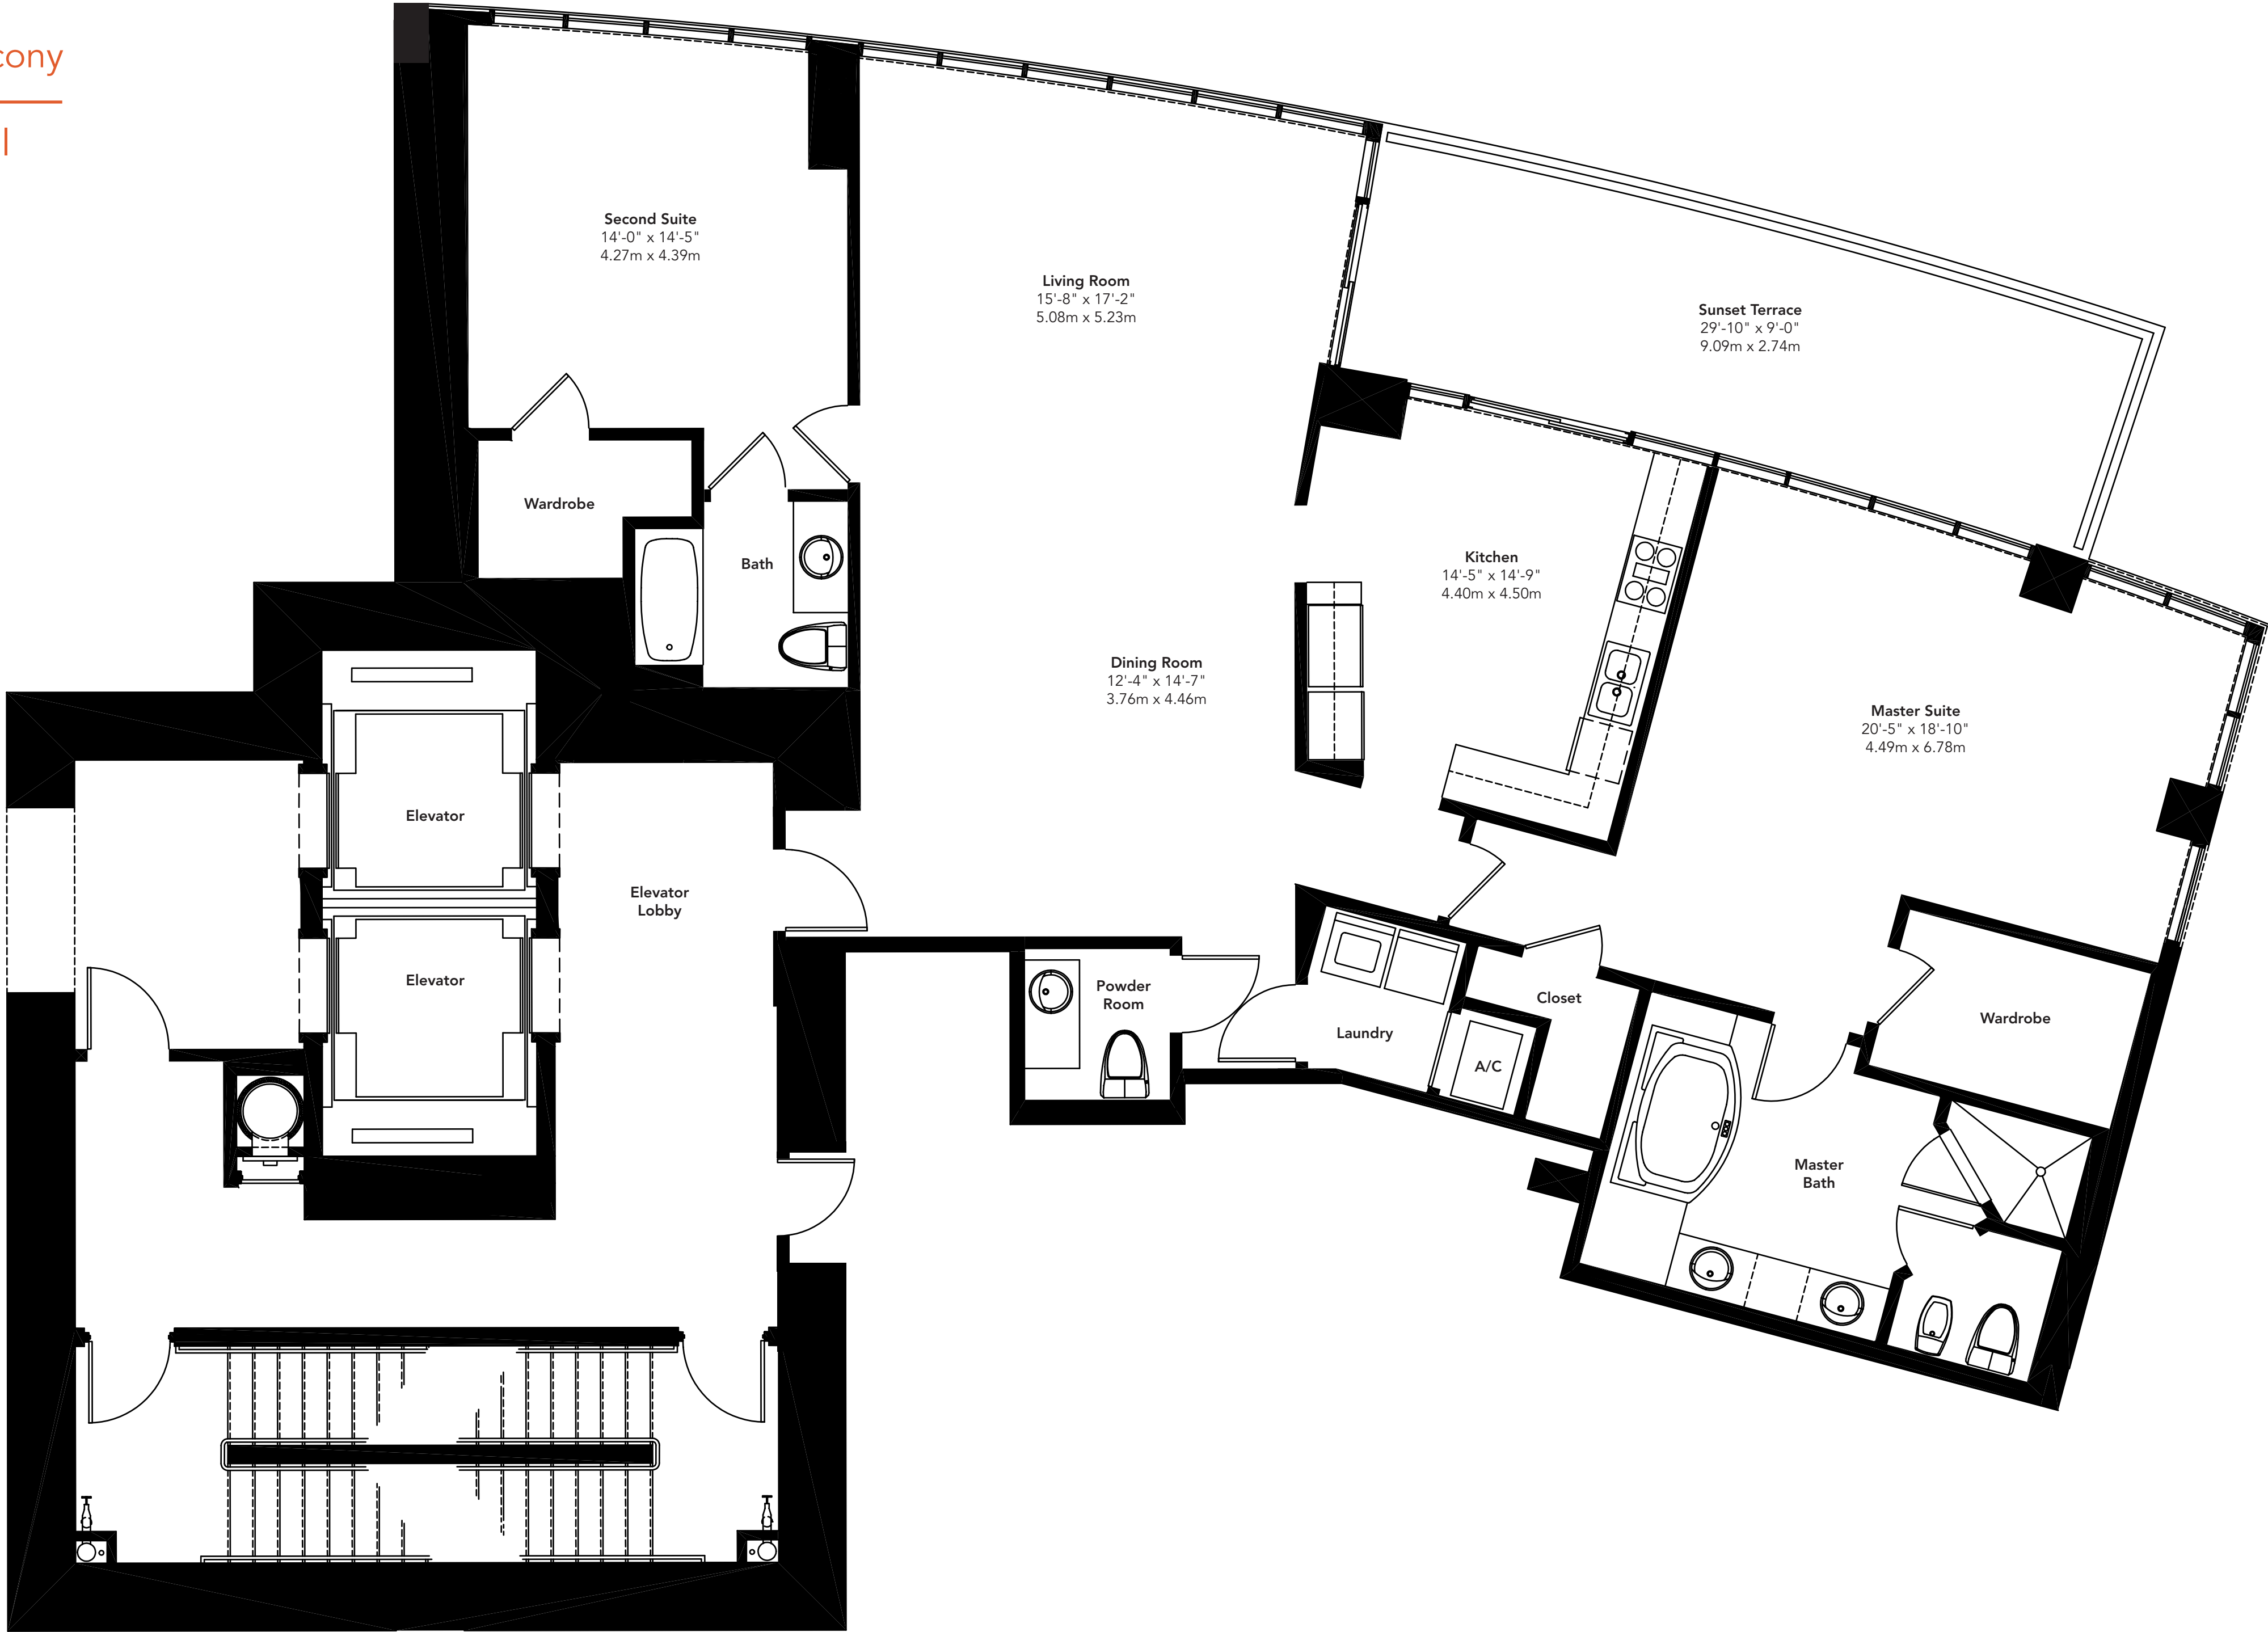 Second Suite
14'-0" x 14'-5"
4.27m x 4.39m
Living Room
15'-8" x 17'-2"
5.08m x 5.23m
Sunset Terrace
29'-10" x 9'-0"
9.09m x 2.74m
Wardrobe
Bath
Kitchen
14'-5" x 14'-9"
4.40m x 4.50m
Dining Room
12'-4" x 14'-7"
3.76m x 4.46m
Master Suite
20'-5" x 18'-10"
4.49m x 6.78m
Elevator
Elevator
Lobby
Elevator
Powder
Room
Laundry
Closet
A/C
Wardrobe
Master
Bath